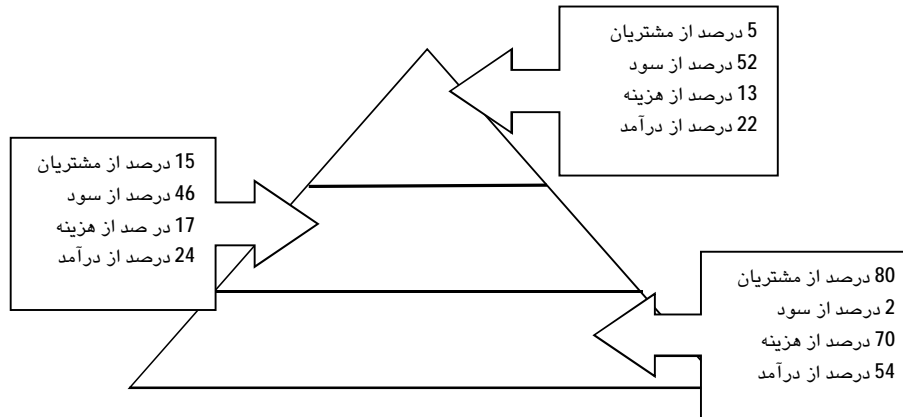 5 درصد از مشتریان
52 درصد از سود
13 درصد از هزینه
22 درصد از درآمد
15 درصد از مشتریان
46 درصد از سود
17 در صد از هزینه
24 درصد از درآمد
80 درصد از مشتریان
2 درصد از سود
70 درصد از هزینه
54 درصد از درآمد